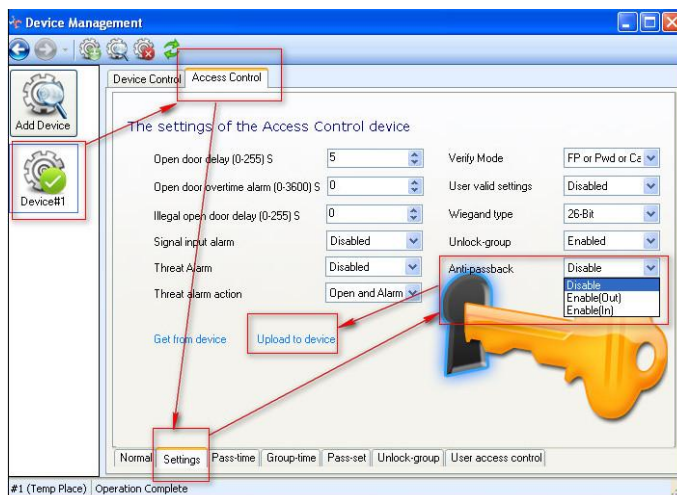 Device Management
Add Device
Device#1
Device Control Access Control
The settings of the Access Control device
Open door delay (0-255) S 5 Verify Mode FP or Pwd or Ca
Open door overtime alarm (0-3600) S 0 User valid settings Disabled
Illegal open door delay (0-255) S 0 Wiegand type 26-Bit
Signal input alarm Disabled Unlock-group Enabled
Threat Alarm Disabled Anti-passback Disable
Disable
Enable(Out)
Enable(In)
Threat alarm action Open and Alarm
Get from device Upload to device
Normal Settings Pass-time Group-time Pass-set Unlock-group User access control
#1 (Temp Place) Operation Complete